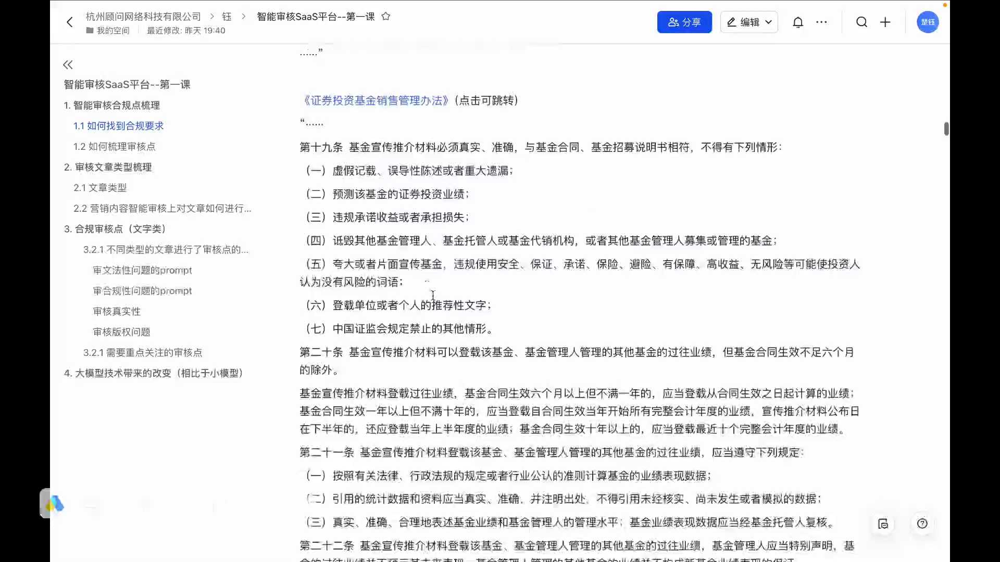 杭州顾问网络科技有限公司 > 钰 > 智能审核SaaS平台--第一课
我的空间 最近修改: 昨天 19:40
分享
编辑
楚钰
智能审核SaaS平台--第一课
1. 智能审核合规点梳理
1.1 如何找到合规要求
1.2 如何梳理审核点
2. 审核文章类型梳理
2.1 文章类型
2.2 营销内容智能审核上对文章如何进行...
3. 合规审核点（文字类）
3.2.1 不同类型的文章进行了审核点的...
审文法性问题的prompt
审合规性问题的prompt
审核真实性
审核版权问题
3.2.1 需要重点关注的审核点
4. 大模型技术带来的改变（相比于小模型）
......”
《证券投资基金销售管理办法》（点击可跳转）
“......
第十九条 基金宣传推介材料必须真实、准确，与基金合同、基金招募说明书相符，不得有下列情形：
（一）虚假记载、误导性陈述或者重大遗漏；
（二）预测该基金的证券投资业绩；
（三）违规承诺收益或者承担损失；
（四）诋毁其他基金管理人、基金托管人或基金代销机构，或者其他基金管理人募集或管理的基金；
（五）夸大或者片面宣传基金，违规使用安全、保证、承诺、保险、避险、有保障、高收益、无风险等可能使投资人
认为没有风险的词语；
（六）登载单位或者个人的推荐性文字；
（七）中国证监会规定禁止的其他情形。
第二十条 基金宣传推介材料可以登载该基金、基金管理人管理的其他基金的过往业绩，但基金合同生效不足六个月
的除外。
基金宣传推介材料登载过往业绩，基金合同生效六个月以上但不满一年的，应当登载从合同生效之日起计算的业绩；
基金合同生效一年以上但不满十年的，应当登载自合同生效当年开始所有完整会计年度的业绩，宣传推介材料公布日
在下半年的，还应登载当年上半年度的业绩；基金合同生效十年以上的，应当登载最近十个完整会计年度的业绩。
第二十一条 基金宣传推介材料登载该基金、基金管理人管理的其他基金的过往业绩，应当遵守下列规定：
（一）按照有关法律、行政法规的规定或者行业公认的准则计算基金的业绩表现数据；
（二）引用的统计数据和资料应当真实、准确，并注明出处，不得引用未经核实、尚未发生或者模拟的数据；
（三）真实、准确、合理地表述基金业绩和基金管理人的管理水平；基金业绩表现数据应当经基金托管人复核。
第二十二条 基金宣传推介材料登载该基金、基金管理人管理的其他基金的过往业绩，基金管理人应当特别声明，基